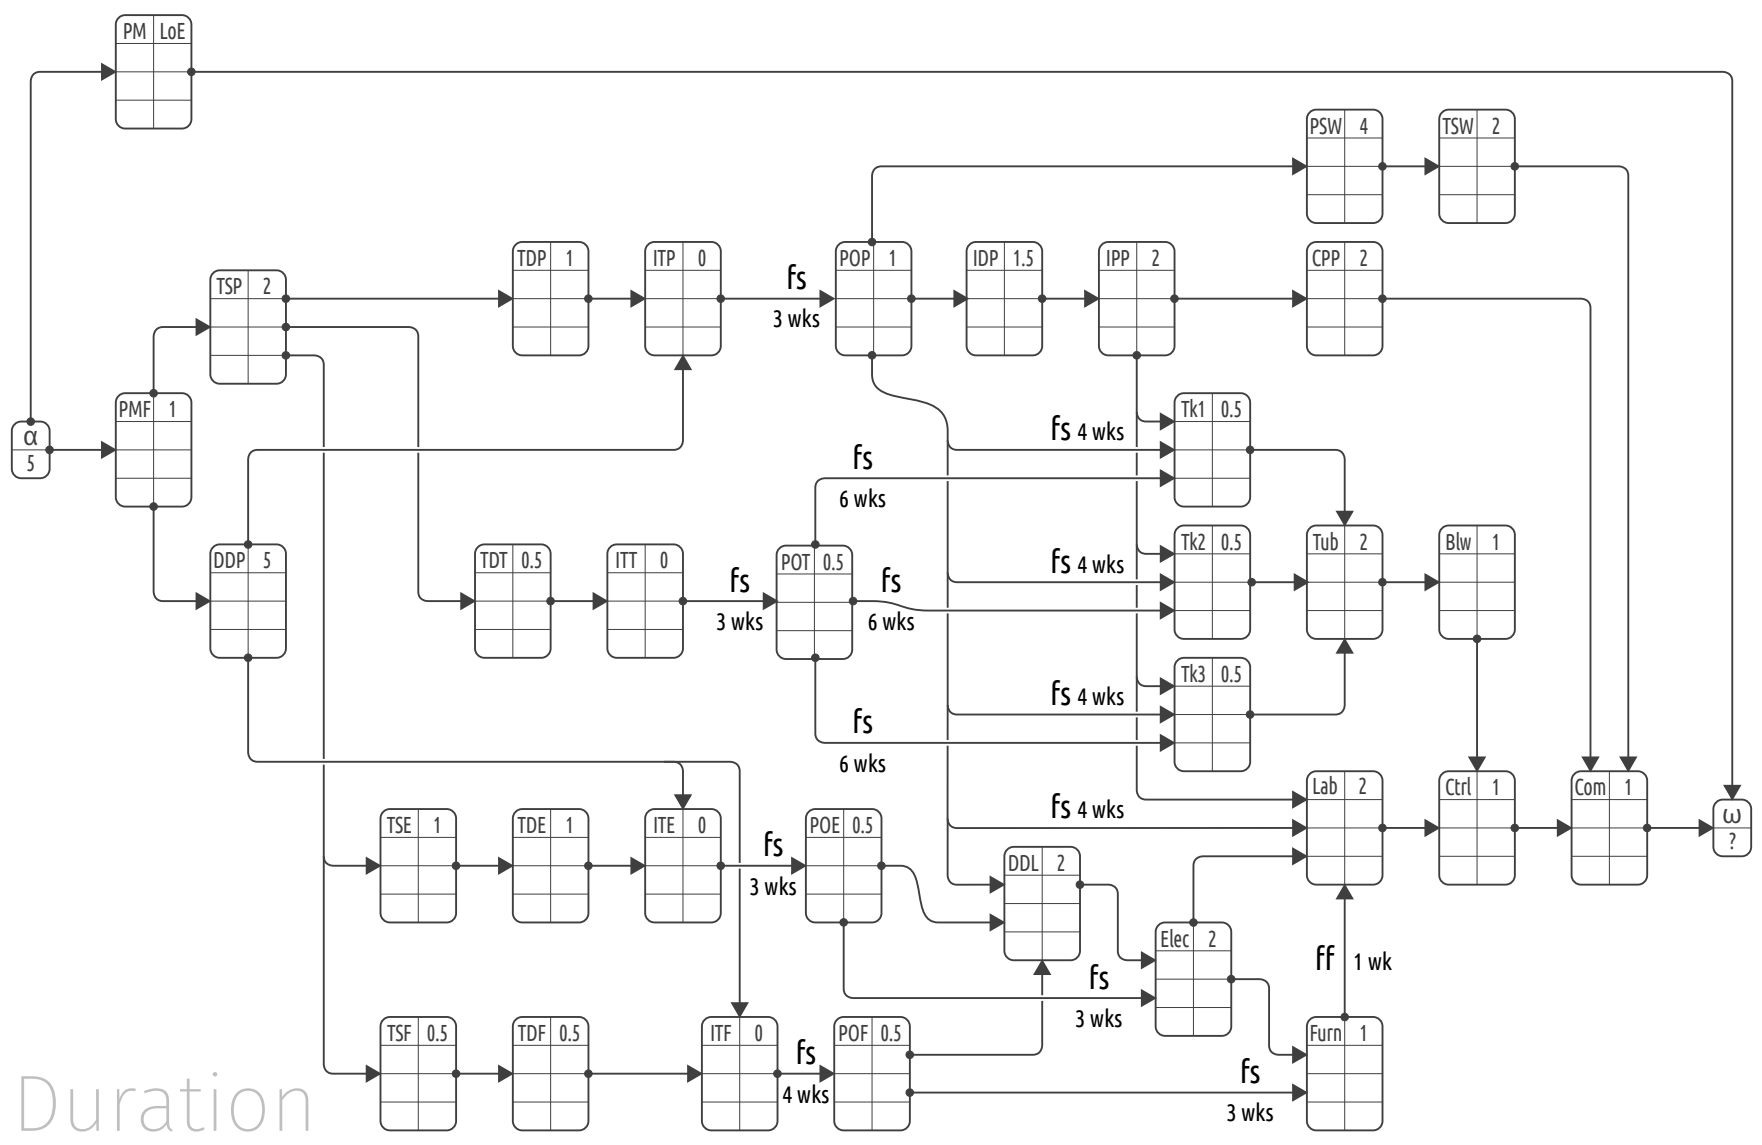 PM LoE
PSW 4
TSW 2
TDP 1
ITP 0
fs
3 wks
POP 1
IDP 1.5
IPP 2
CPP 2
TSP 2
PMF 1
α
5
Tk1 0.5
fs 4 wks
fs
6 wks
DDP 5
TDT 0.5
ITT 0
fs
3 wks
POT 0.5
fs
6 wks
fs 4 wks
Tk2 0.5
Tub 2
Blw 1
Tk3 0.5
fs 4 wks
fs
6 wks
Lab 2
Ctrl 1
Com 1
ω
?
fs 4 wks
TSE 1
TDE 1
ITE 0
fs
3 wks
POE 0.5
DDL 2
Elec 2
fs
3 wks
ff 1 wk
TSF 0.5
TDF 0.5
ITF 0
fs
4 wks
POF 0.5
Furn 1
fs
3 wks
Duration